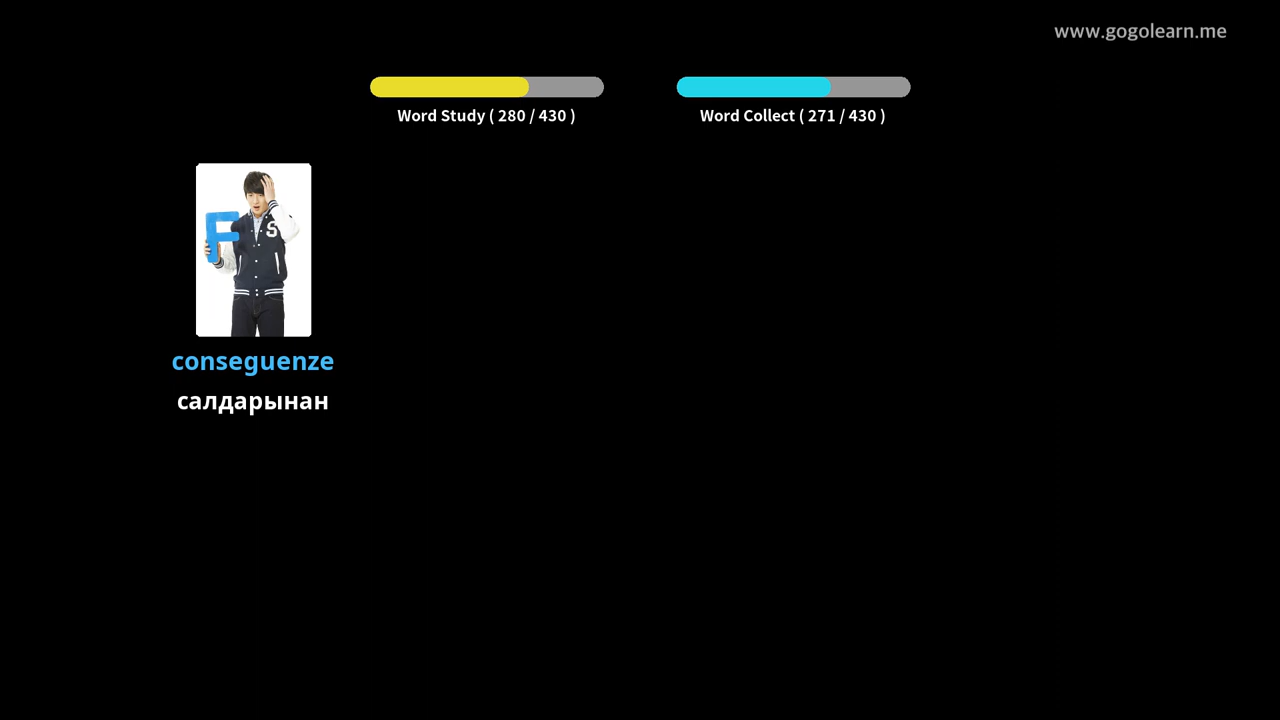 www.gogolearn.me
Word Study ( 280 / 430 )
Word Collect ( 271 / 430 )
F
S
conseguenze
салдарынан